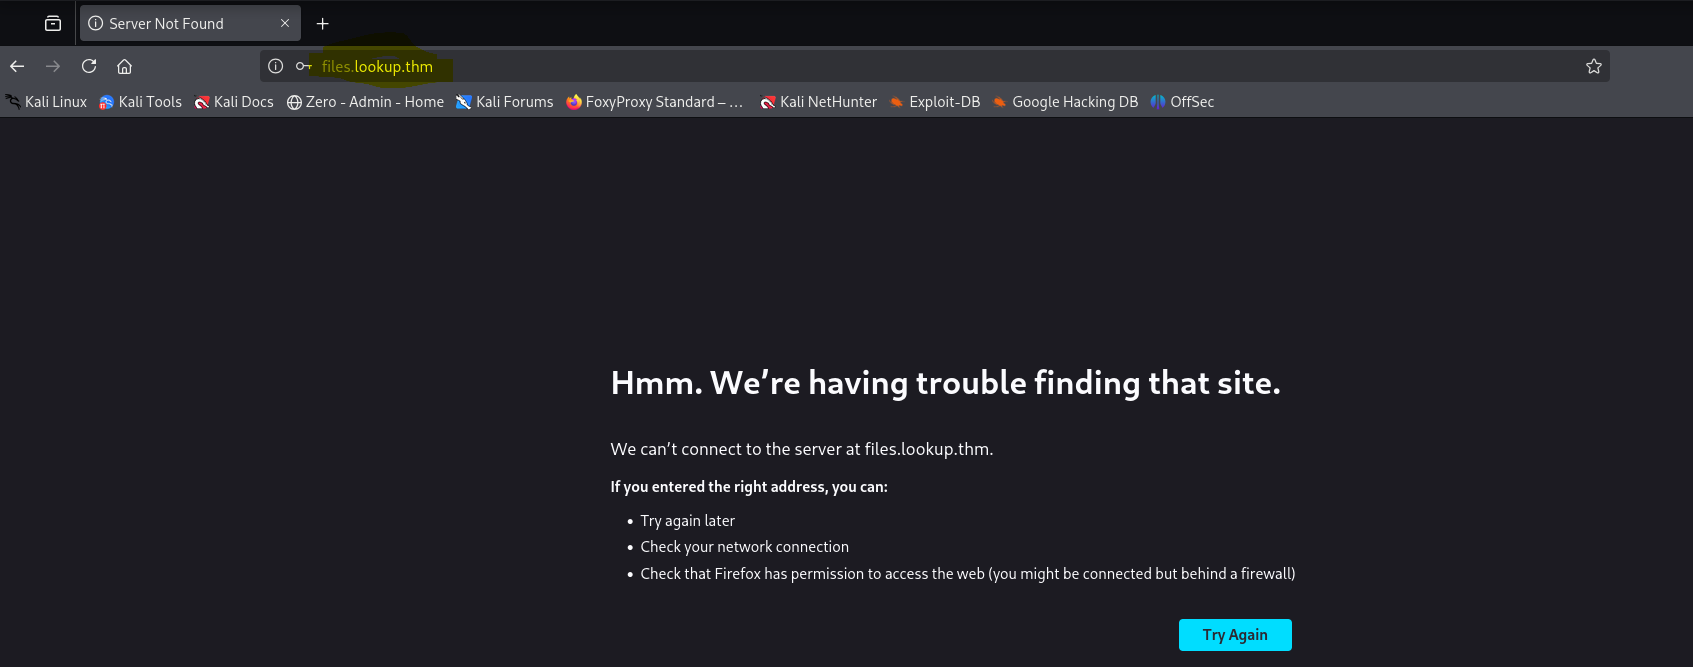 Server Not Found
files.lookup.thm
Kali Linux Kali Tools Kali Docs Zero - Admin - Home Kali Forums FoxyProxy Standard – ... Kali NetHunter Exploit-DB Google Hacking DB OffSec
Hmm. We’re having trouble finding that site.
We can’t connect to the server at files.lookup.thm.
If you entered the right address, you can:
• Try again later
• Check your network connection
• Check that Firefox has permission to access the web (you might be connected but behind a firewall)
Try Again